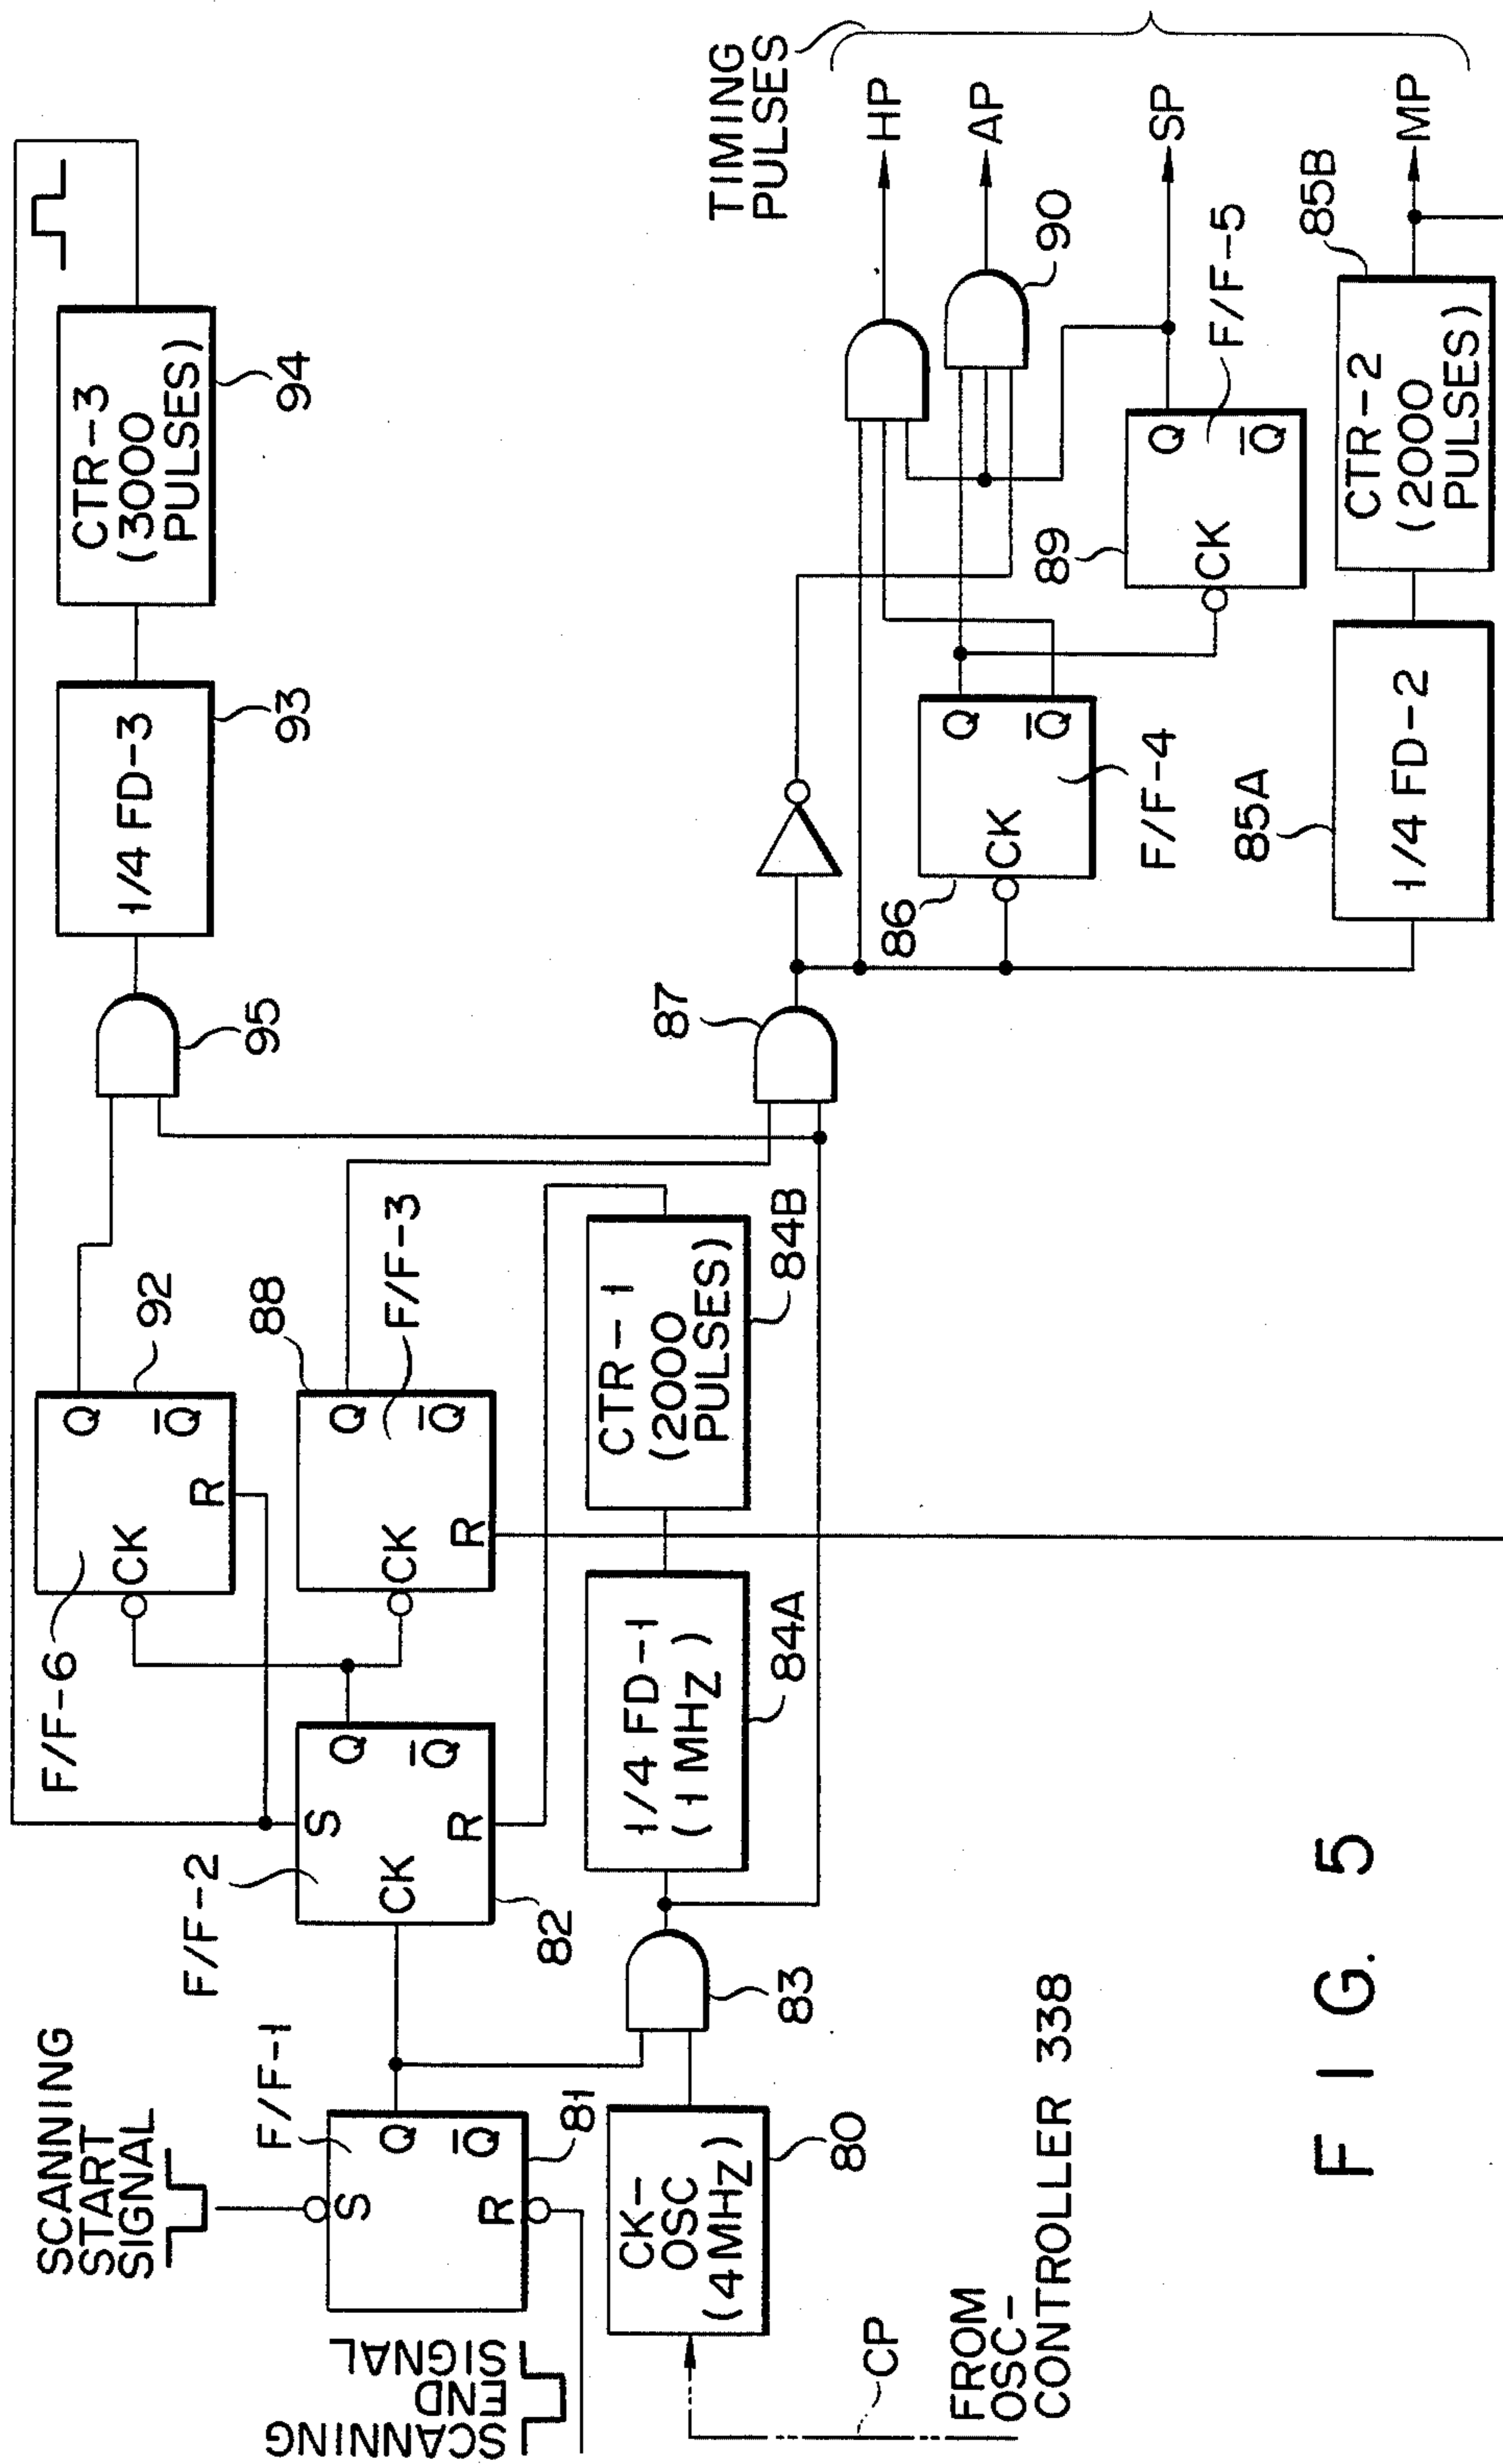 SCANNING
START
SIGNAL
SCANNING
END
SIGNAL
F/F-1
S
Q
Q̅
R
81
CK-
OSC
(4MHZ)
80
CP
FROM
OSC-
CONTROLLER 338
F/F-2
S
CK
Q
Q̅
R
82
83
1/4 FD-1
(1MHZ)
84A
CTR-1
(2000
PULSES)
84B
F/F-6
CK
Q
Q̅
R
92
88
CK
Q
Q̅
R
F/F-3
95
1/4 FD-3
93
CTR-3
(3000
PULSES)
94
87
86
CK
Q
Q̅
F/F-4
89
CK
Q
Q̅
F/F-5
90
85A
1/4 FD-2
85B
CTR-2
(2000
PULSES)
TIMING
PULSES
HP
AP
SP
MP
FIG. 5